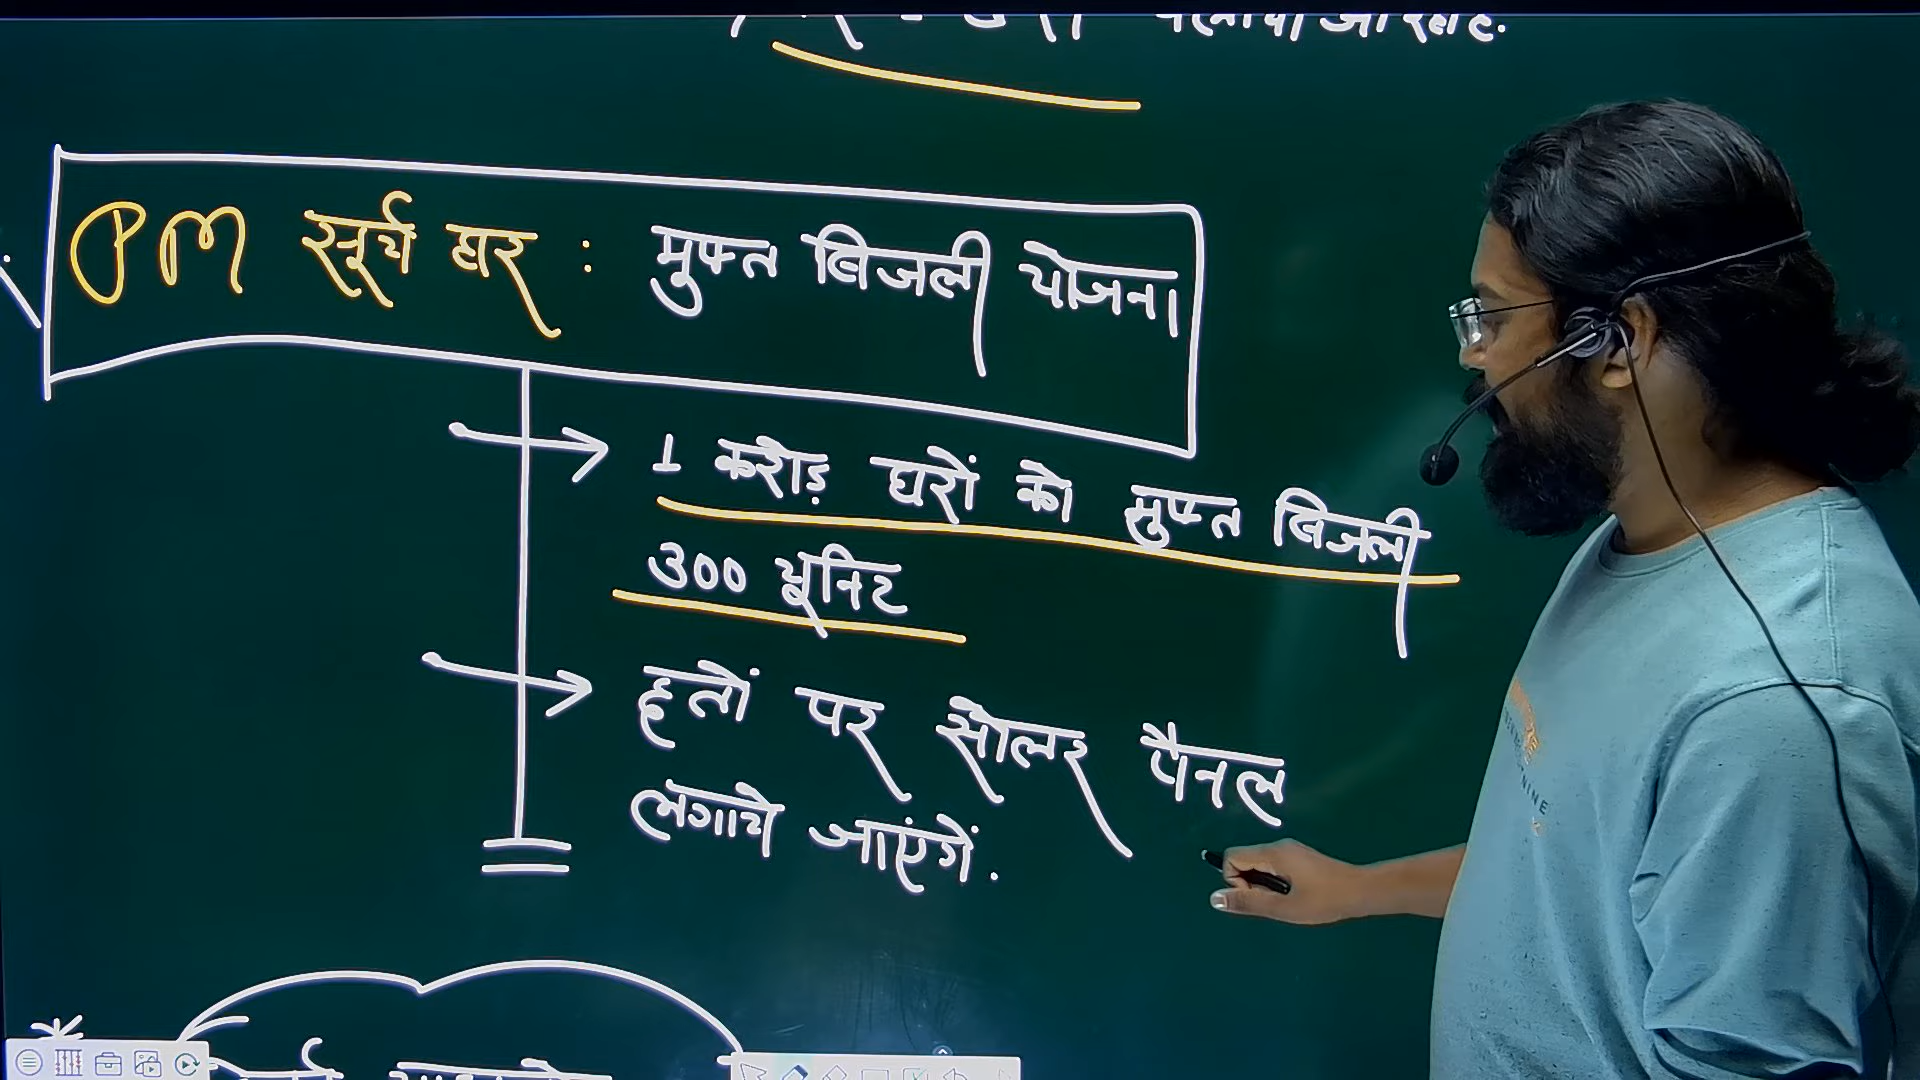 PM सूर्य घर : मुफ्त बिजली योजना
1 करोड़ घरों को मुफ्त बिजली
300 यूनिट
छतों पर सोलर पैनल
लगाये जाएंगें.